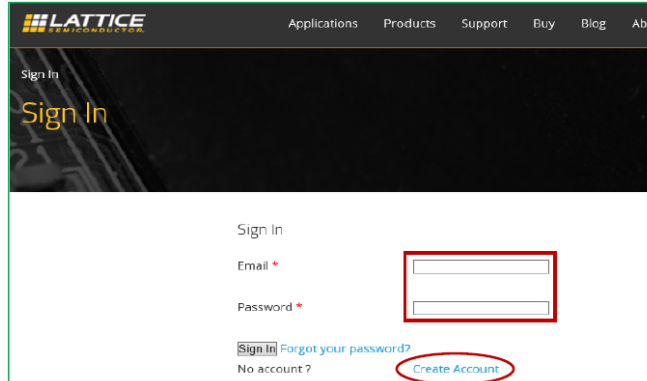 LATTICE
SEMICONDUCTOR.
Applications Products Support Buy Blog Ab
Sign In
Sign In
Sign In
Email *
Password *
Sign In Forgot your password?
No account ? Create Account